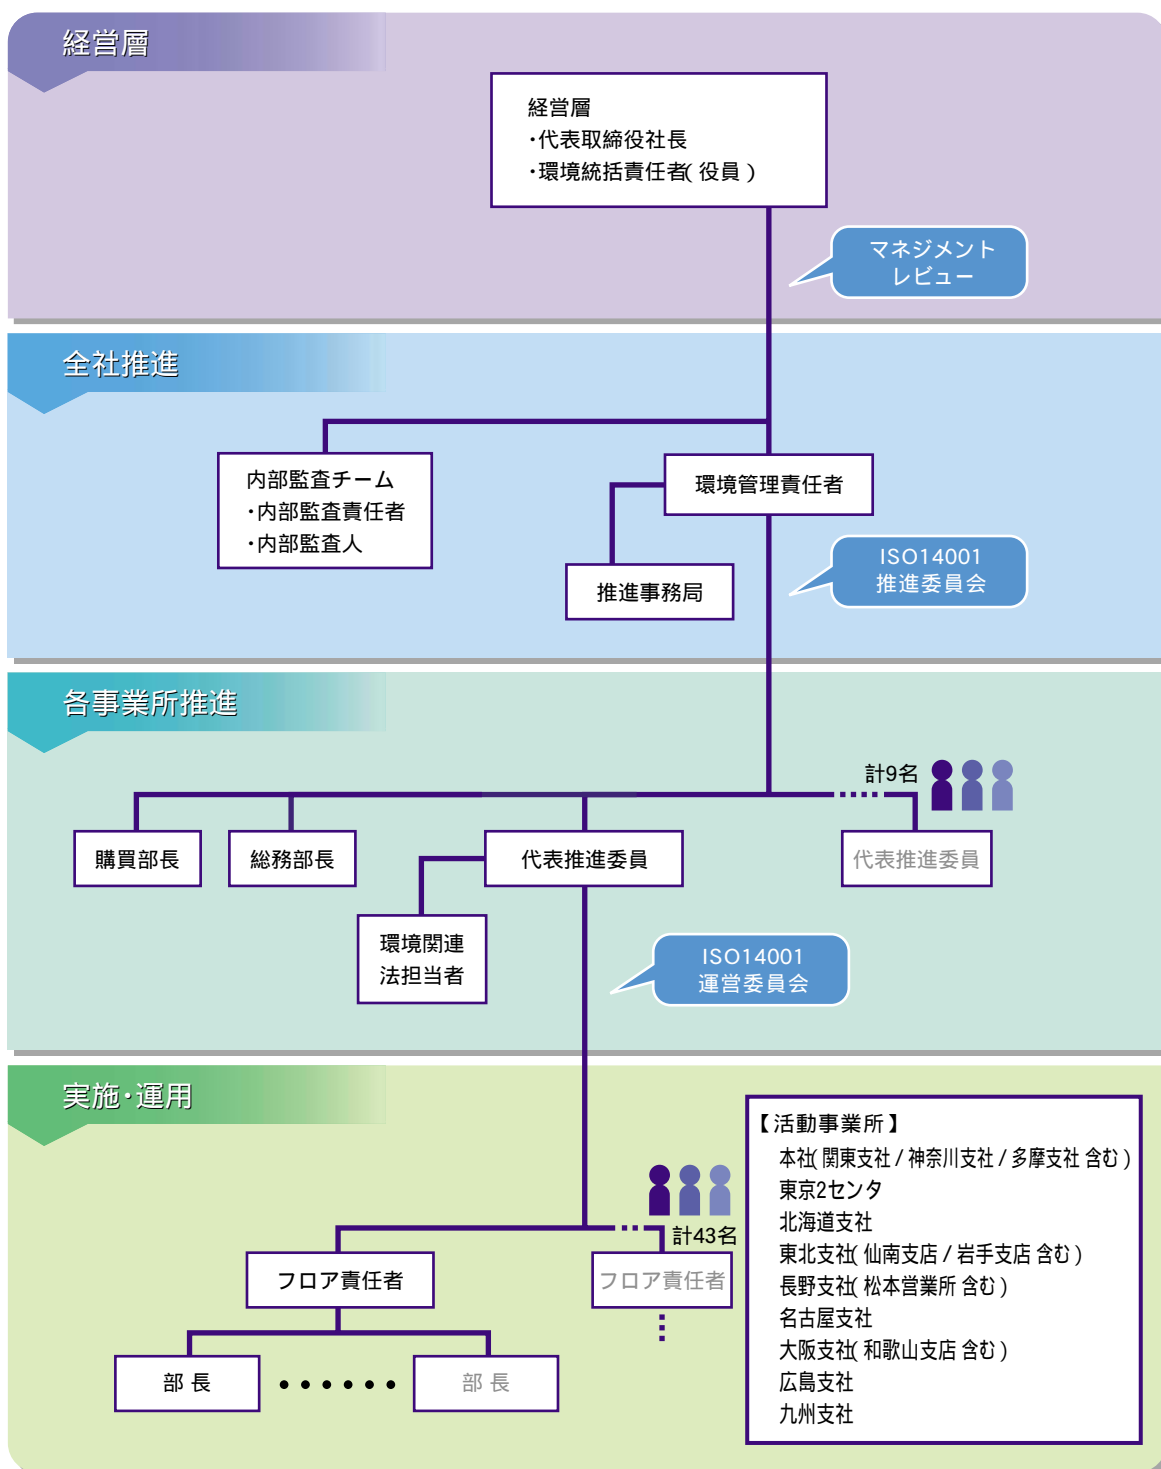 経営層
経営層
・代表取締役社長
・環境統括責任者(役員)
マネジメント
レビュー
全社推進
内部監査チーム
・内部監査責任者
・内部監査人
環境管理責任者
推進事務局
ISO14001
推進委員会
各事業所推進
計9名
購買部長
総務部長
代表推進委員
代表推進委員
環境関連
法担当者
ISO14001
運営委員会
実施・運用
計43名
フロア責任者
フロア責任者
部 長
部 長
【活動事業所】
本社(関東支社/神奈川支社/多摩支社 含む)
東京2センタ
北海道支社
東北支社(仙南支店/岩手支店 含む)
長野支社(松本営業所 含む)
名古屋支社
大阪支社(和歌山支店 含む)
広島支社
九州支社